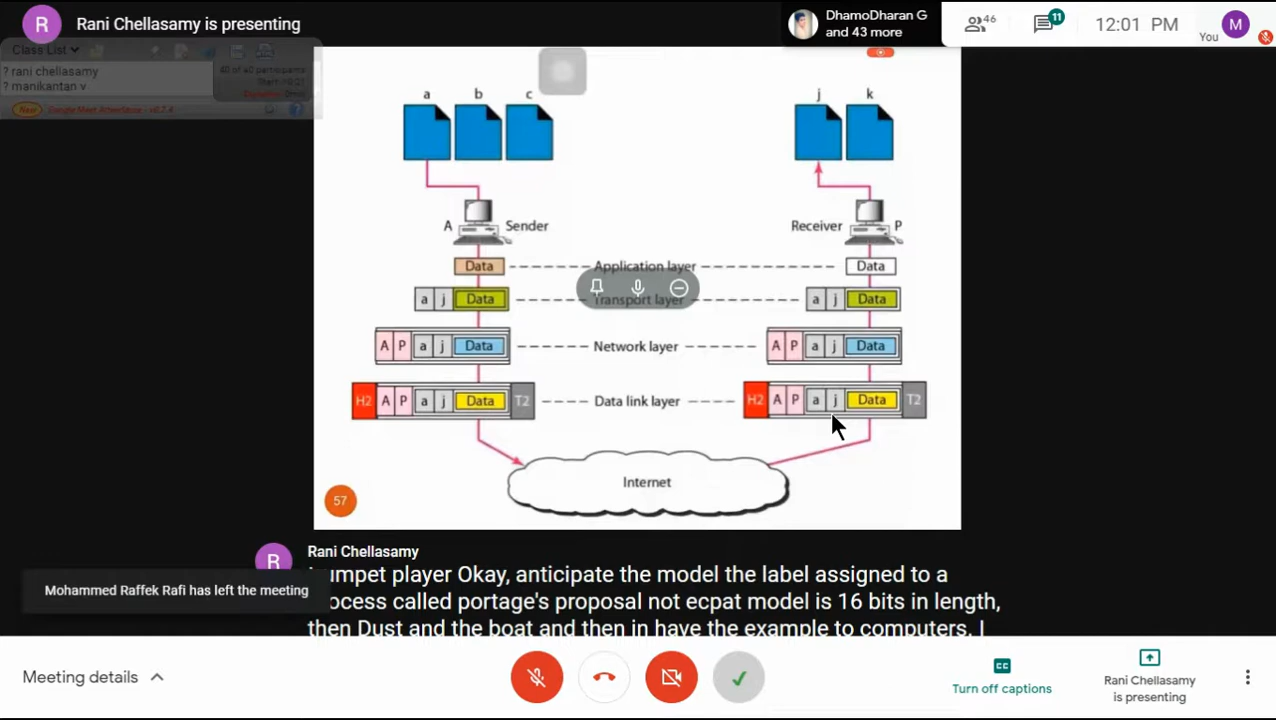 R Rani Chellasamy is presenting
DhamoDharan G
and 43 more
46
11
12:01 PM
You
M
Class List
? rani chellasamy
? manikantan v
New
Google Meet Attendance
a b c
j k
A Sender
Receiver P
Data Application layer Data
a j Data Transport layer a j Data
A P a j Data Network layer A P a j Data
H2 A P a j Data T2 Data link layer H2 A P a j Data T2
Internet
57
R Rani Chellasamy
player Okay, anticipate the model the label assigned to a
process called portage's proposal not ecpat model is 16 bits in length,
then Dust and the boat and then in have the example to computers. I
Mohammed Raffek Rafi has left the meeting
Meeting details
Turn off captions
Rani Chellasamy
is presenting